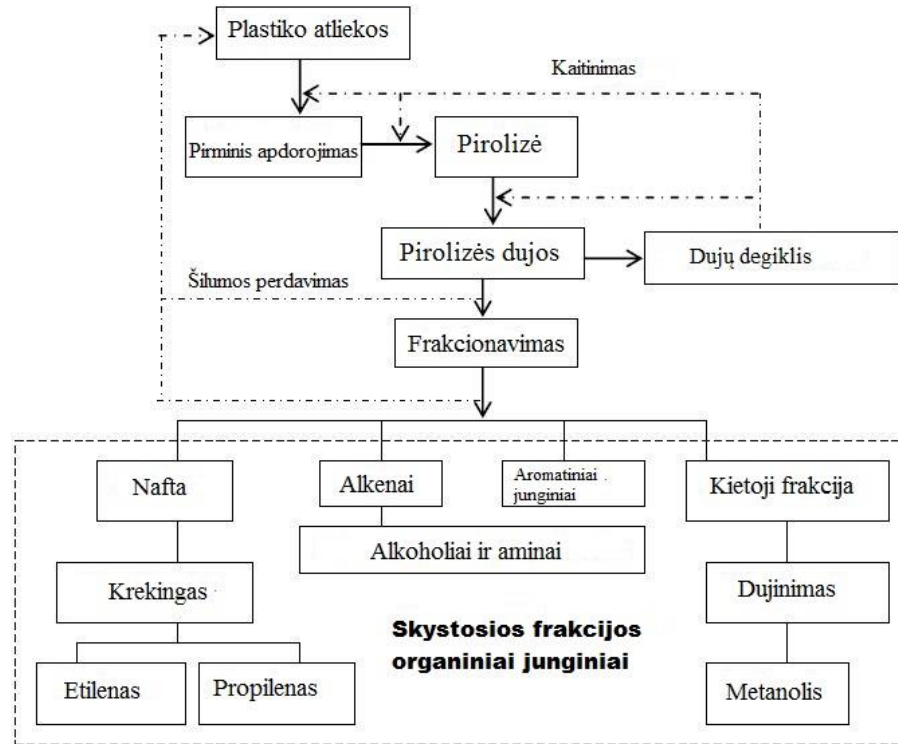 Plastiko atliekos
Kaitinimas
Pirminis apdorojimas
Pirolizė
Pirolizės dujos
Dujų degiklis
Šilumos perdavimas
Frakcionavimas
Nafta
Alkenai
Aromatiniai
junginiai
Kietoji frakcija
Alkoholiai ir aminai
Krekingas
Dujinimas
Skystosios frakcijos
organiniai junginiai
Etilenas
Propilenas
Metanolis